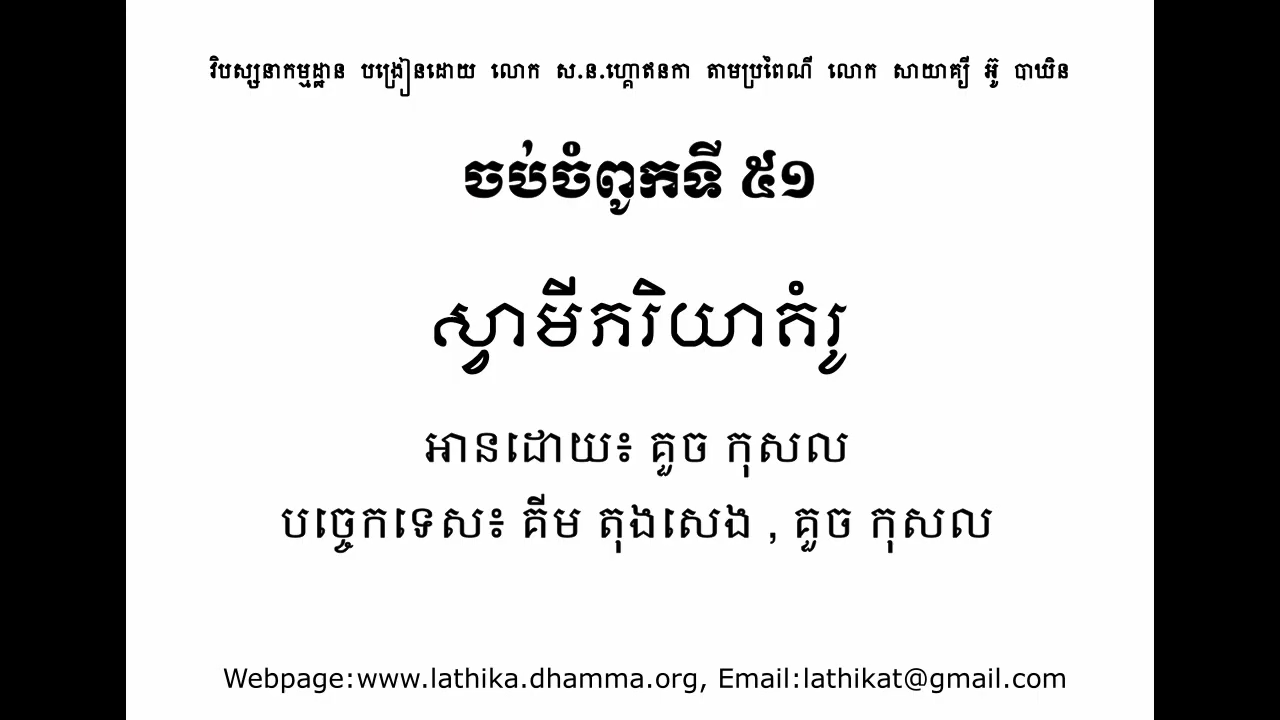 វិបស្សនាកម្មដ្ឋាន បង្រៀនដោយ លោក ស.ន.ហ្គោឥនកា តាមប្រពៃណី លោក សាយាគ្យី អ៊ូ បាឃិន
ចប់ចំពូកទី ៥១
ស្វាមីភរិយាគំរូ
អានដោយ៖ គួច កុសល
បច្ចេកទេស៖ គីម តុងសេង , គួច កុសល
Webpage:www.lathika.dhamma.org, Email:lathikat@gmail.com